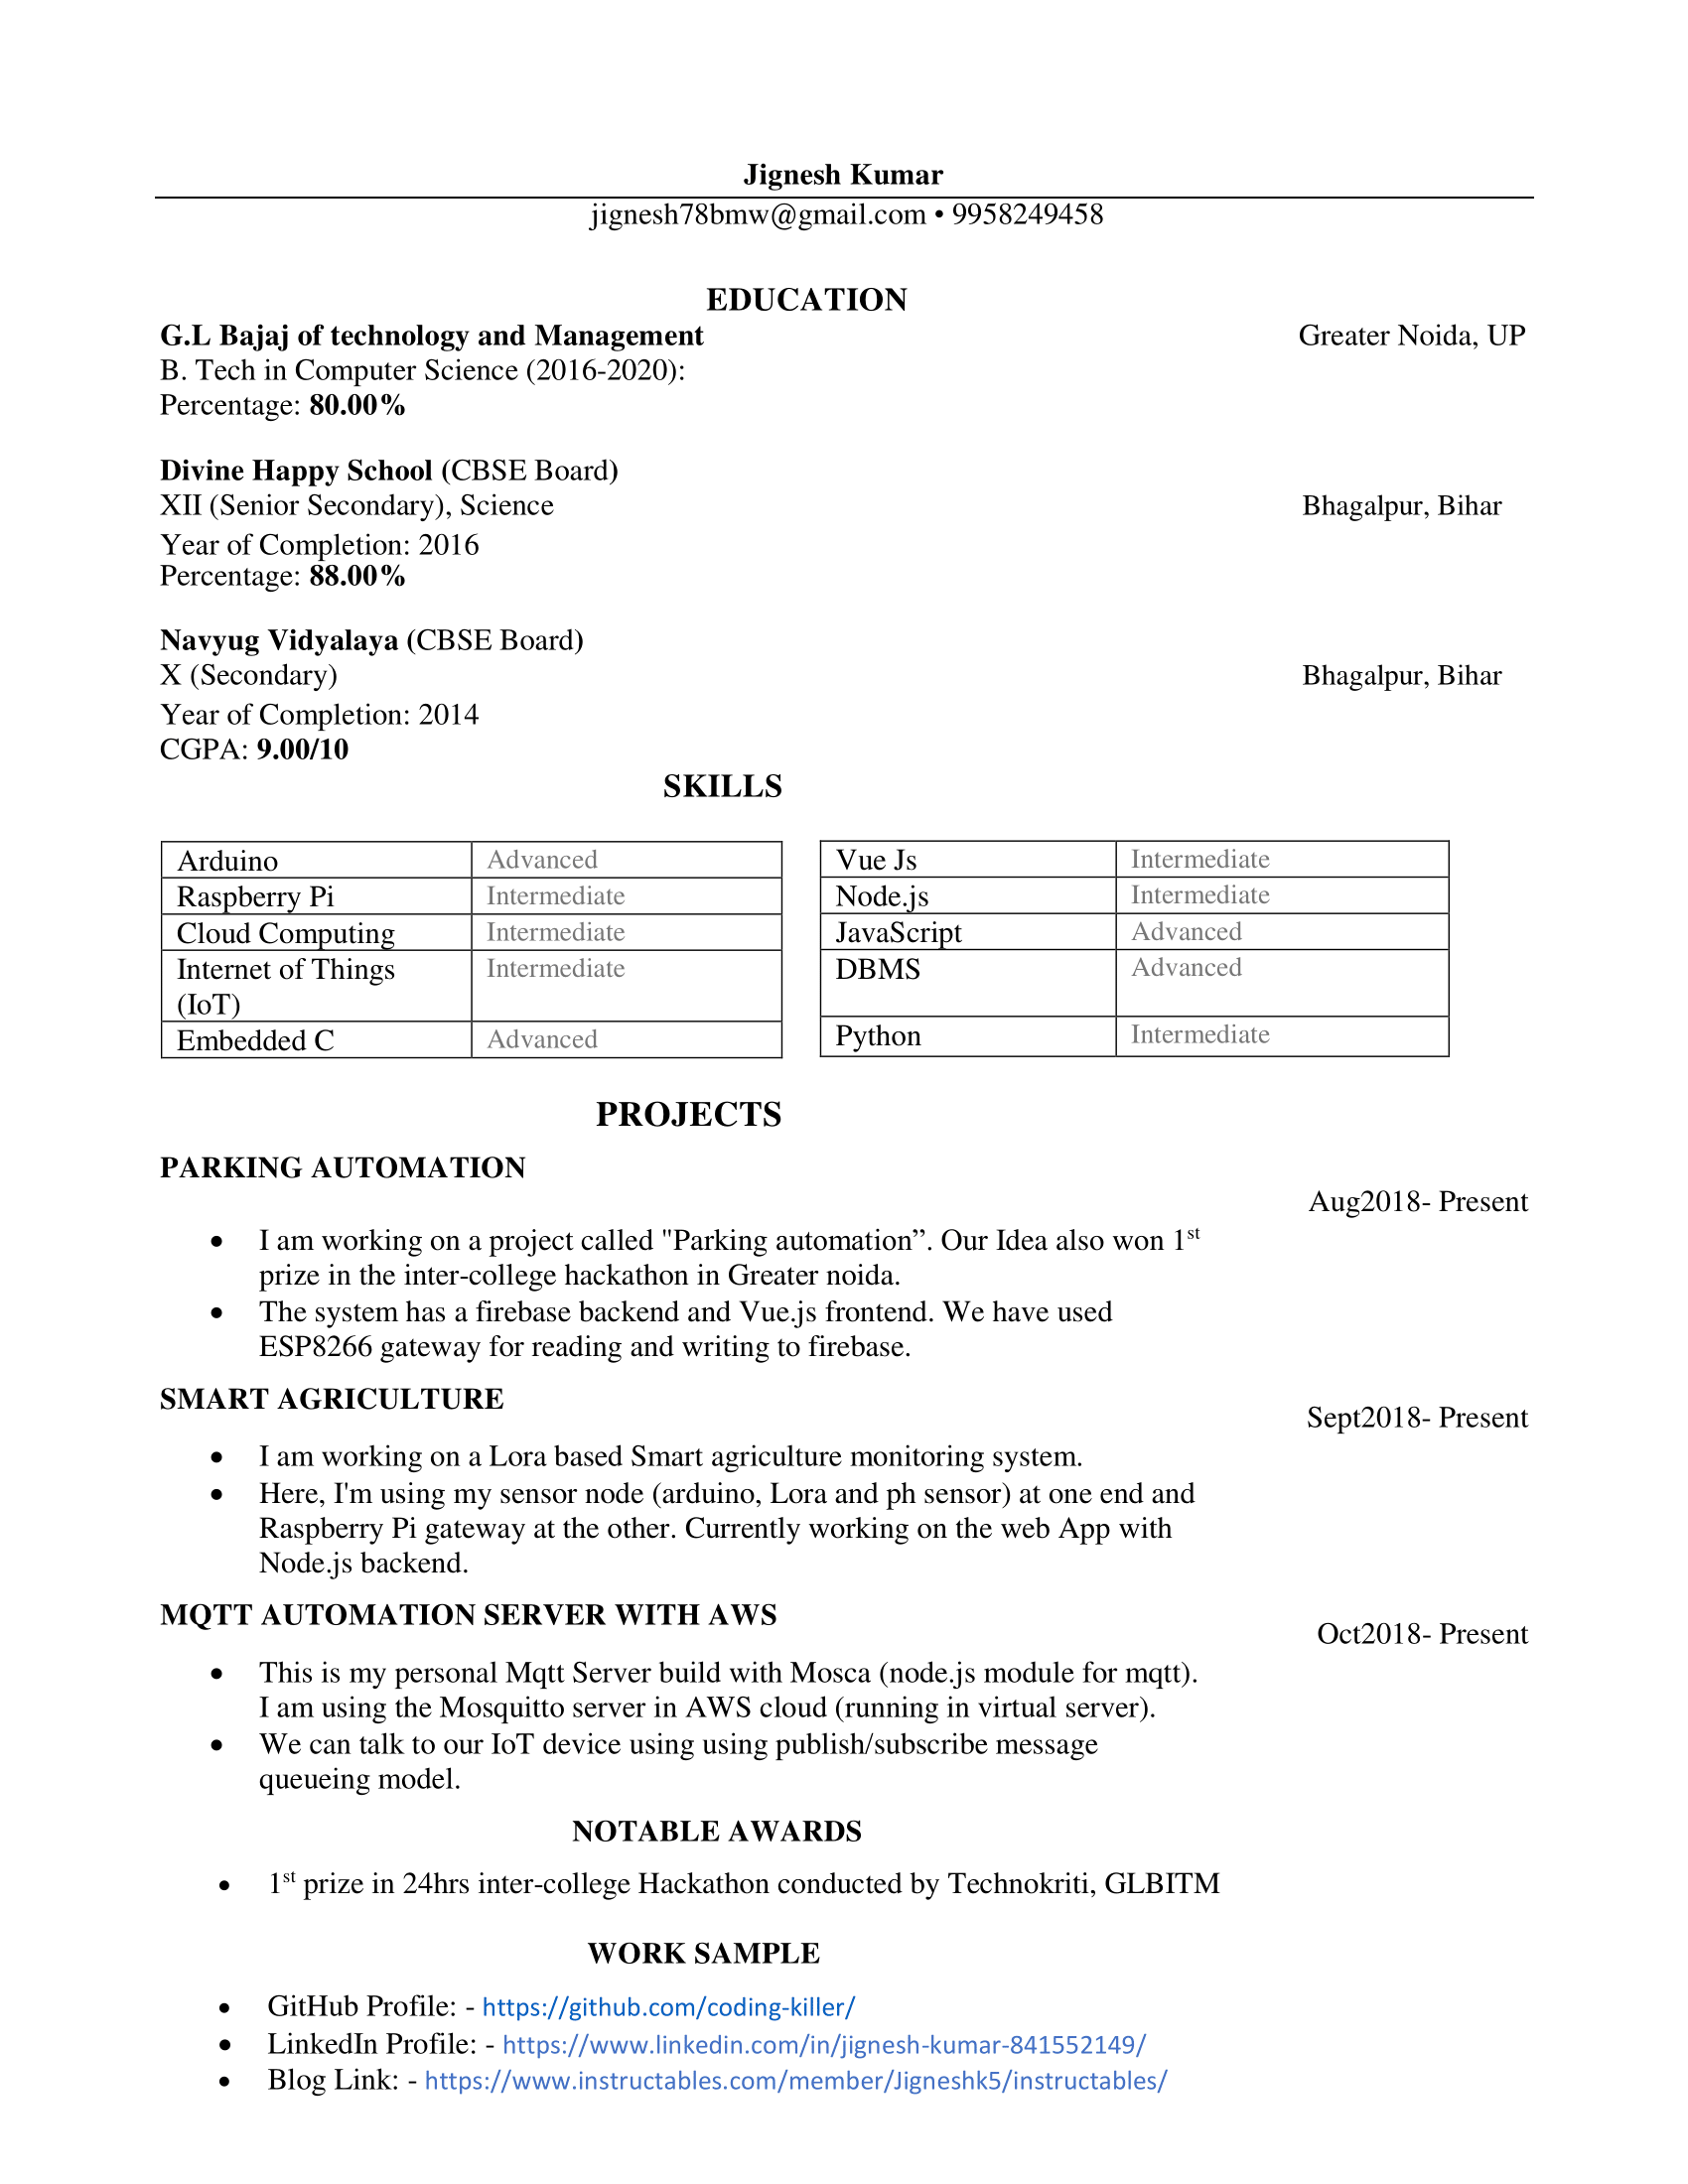 Jignesh Kumar
jignesh78bmw@gmail.com • 9958249458
EDUCATION
G.L Bajaj of technology and Management Greater Noida, UP
B. Tech in Computer Science (2016-2020):
Percentage: 80.00%
Divine Happy School (CBSE Board)
XII (Senior Secondary), Science Bhagalpur, Bihar
Year of Completion: 2016
Percentage: 88.00%
Navyug Vidyalaya (CBSE Board)
X (Secondary) Bhagalpur, Bihar
Year of Completion: 2014
CGPA: 9.00/10
SKILLS
Arduino Advanced
Raspberry Pi Intermediate
Cloud Computing Intermediate
Internet of Things Intermediate
(IoT)
Embedded C Advanced
Vue Js Intermediate
Node.js Intermediate
JavaScript Advanced
DBMS Advanced
Python Intermediate
PROJECTS
PARKING AUTOMATION
Aug2018- Present
• I am working on a project called "Parking automation”. Our Idea also won 1st
prize in the inter-college hackathon in Greater noida.
• The system has a firebase backend and Vue.js frontend. We have used
ESP8266 gateway for reading and writing to firebase.
SMART AGRICULTURE
Sept2018- Present
• I am working on a Lora based Smart agriculture monitoring system.
• Here, I'm using my sensor node (arduino, Lora and ph sensor) at one end and
Raspberry Pi gateway at the other. Currently working on the web App with
Node.js backend.
MQTT AUTOMATION SERVER WITH AWS
Oct2018- Present
• This is my personal Mqtt Server build with Mosca (node.js module for mqtt).
I am using the Mosquitto server in AWS cloud (running in virtual server).
• We can talk to our IoT device using using publish/subscribe message
queueing model.
NOTABLE AWARDS
• 1st prize in 24hrs inter-college Hackathon conducted by Technokriti, GLBITM
WORK SAMPLE
• GitHub Profile: - https://github.com/coding-killer/
• LinkedIn Profile: - https://www.linkedin.com/in/jignesh-kumar-841552149/
• Blog Link: - https://www.instructables.com/member/Jigneshk5/instructables/